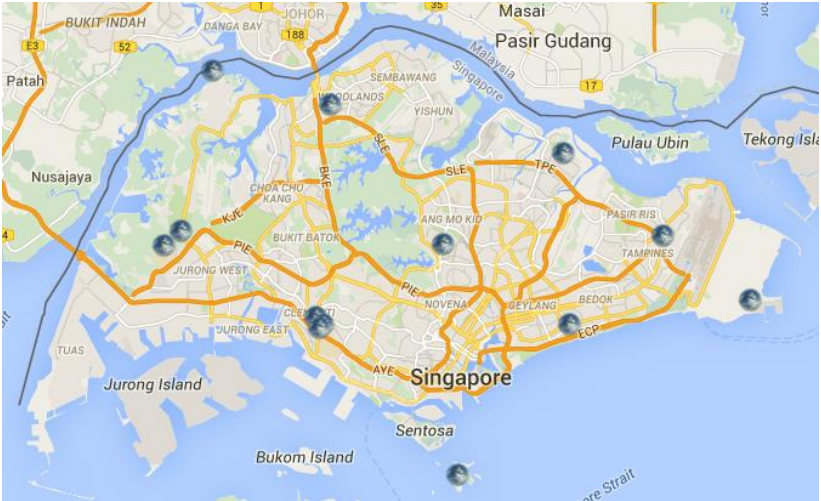 35
Masai
1
JOHOR
BUKIT INDAH
DANGA BAY
E3
52
188
Pasir Gudang
Malaysia
Singapore
Patah
SEMBAWANG
17
WOODLANDS
YISHUN
Pulau Ubin
Tekong Isla
SLE
SLE
TPE
Nusajaya
BKE
CHOA CHU
KANG
KJE
ANG MO KIO
PASIR RIS
4
PIE
BUKIT BATOK
TAMPINES
JURONG WEST
PIE
NOVENA
GEYLANG
BEDOK
CLEMENTI
JURONG EAST
ECP
TUAS
AYE
Singapore
Jurong Island
Sentosa
Bukom Island
ore Strait